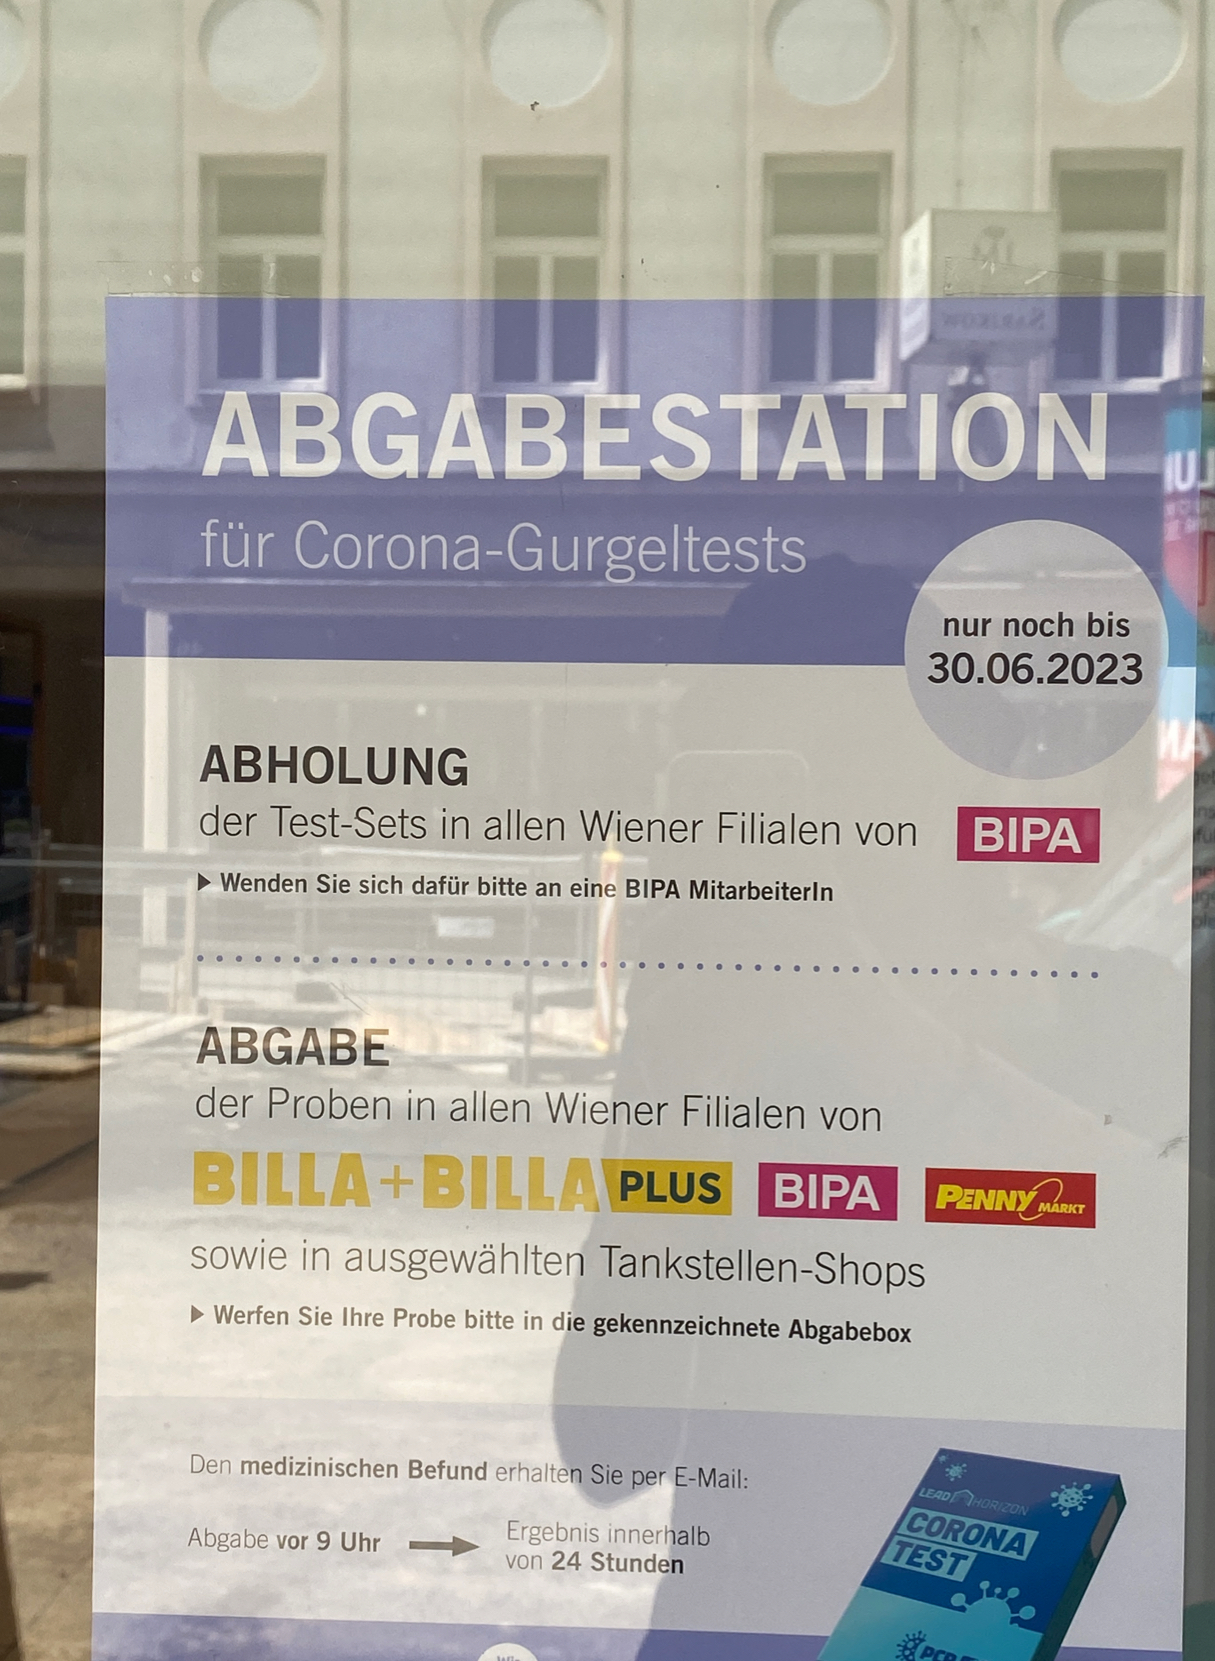 ABGABESTATION
für Corona-Gurgeltests
nur noch bis
30.06.2023
ABHOLUNG
der Test-Sets in allen Wiener Filialen von BIPA
▶ Wenden Sie sich dafür bitte an eine BIPA MitarbeiterIn
ABGABE
der Proben in allen Wiener Filialen von
BILLA + BILLA PLUS BIPA PENNY MARKT
sowie in ausgewählten Tankstellen-Shops
▶ Werfen Sie Ihre Probe bitte in die gekennzeichnete Abgabebox
Den medizinischen Befund erhalten Sie per E-Mail:
Abgabe vor 9 Uhr → Ergebnis innerhalb
von 24 Stunden
LEAD HORIZON
CORONA
TEST
PCR